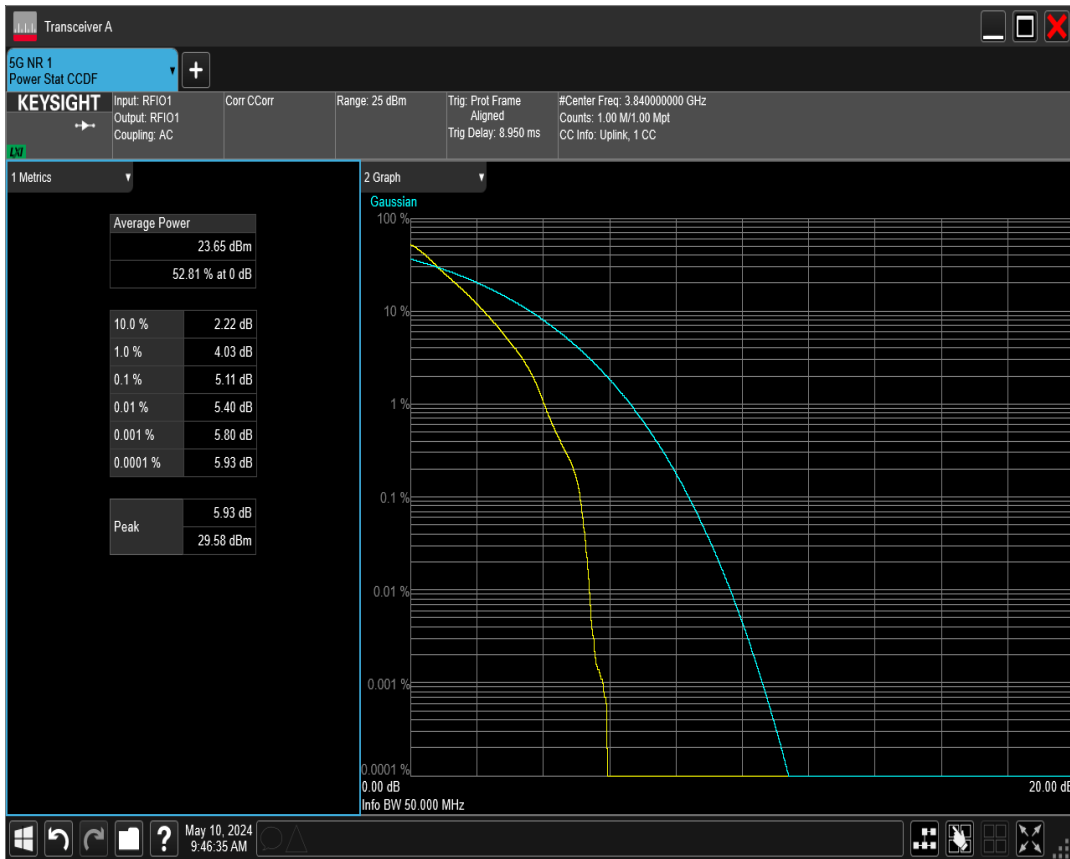 Transceiver A
5G NR 1
Power Stat CCDF
+
KEYSIGHT
LXI
Input: RFIO1
Output: RFIO1
Coupling: AC
Corr CCorr
Range: 25 dBm
Trig: Prot Frame
Aligned
Trig Delay: 8.950 ms
#Center Freq: 3.840000000 GHz
Counts: 1.00 M/1.00 Mpt
CC Info: Uplink, 1 CC
1 Metrics
Average Power
23.65 dBm
52.81 % at 0 dB
10.0 % 2.22 dB
1.0 % 4.03 dB
0.1 % 5.11 dB
0.01 % 5.40 dB
0.001 % 5.80 dB
0.0001 % 5.93 dB
Peak 5.93 dB
29.58 dBm
2 Graph
Gaussian
100 %
10 %
1 %
0.1 %
0.01 %
0.001 %
0.0001 %
0.00 dB 20.00 dB
Info BW 50.000 MHz
?
May 10, 2024
9:46:35 AM